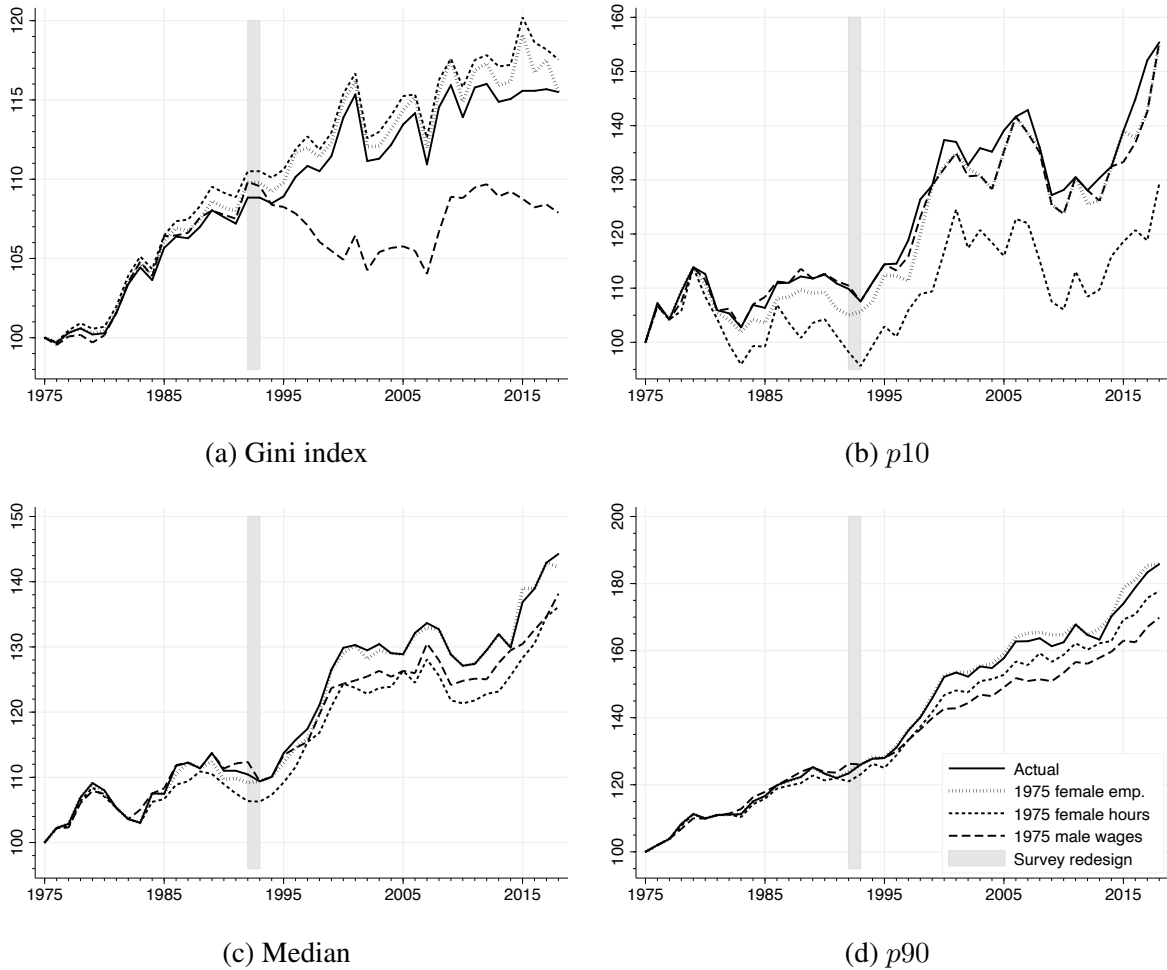 120
115
110
105
100
1975 1985 1995 2005 2015
(a) Gini index
160
150
140
130
120
110
100
1975 1985 1995 2005 2015
(b) p10
150
140
130
120
110
100
1975 1985 1995 2005 2015
(c) Median
200
180
160
140
120
100
Actual
1975 female emp.
1975 female hours
1975 male wages
Survey redesign
1975 1985 1995 2005 2015
(d) p90